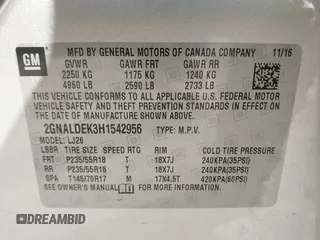 GM
MFD BY GENERAL MOTORS OF CANADA COMPANY 11/16
GVWR GAWR FRT GAWR RR
2250 KG 1175 KG 1240 KG
4960 LB 2590 LB 2733 LB
THIS VEHICLE CONFORMS TO ALL APPLICABLE U.S. FEDERAL MOTOR
VEHICLE SAFETY AND THEFT PREVENTION STANDARDS IN EFFECT ON
THE DATE OF MANUFACTURE SHOWN ABOVE.
2GNALDEK3H1542956 TYPE: M.P.V.
MODEL: LJ26
TIRE SIZE SPEED RTG RIM COLD TIRE PRESSURE
FRT P235/55R18 T 18X7J 240KPA(35PSI)
RR P235/55R18 T 18X7J 240KPA(35PSI)
SPA T145/70R17 M 17X4.5T 420KPA(60PSI)
SEE OWNER'S MANUAL FOR ADDITIONAL INFORMATION.
DREAMBID